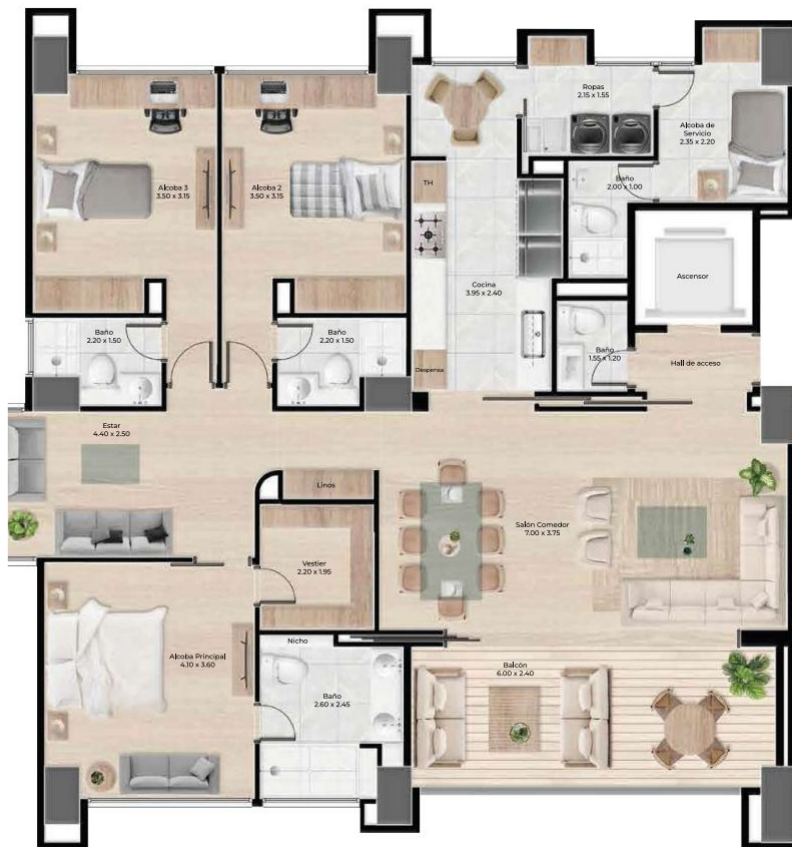 Ropas
2.15 x 1.55
Alcoba de
Servicio
2.35 x 2.20
Alcoba 3
3.50 x 3.15
Alcoba 2
3.50 x 3.15
TH
Baño
2.00 x 1.00
Ascensor
Cocina
3.95 x 2.40
Baño
2.20 x 1.50
Baño
2.20 x 1.50
Baño
1.55 x 1.20
Hall de acceso
Despensa
Estar
4.40 x 2.50
Linos
Salón Comedor
7.00 x 3.75
Vestier
2.20 x 1.95
Nicho
Alcoba Principal
4.10 x 3.60
Baño
2.60 x 2.45
Balcón
6.00 x 2.40